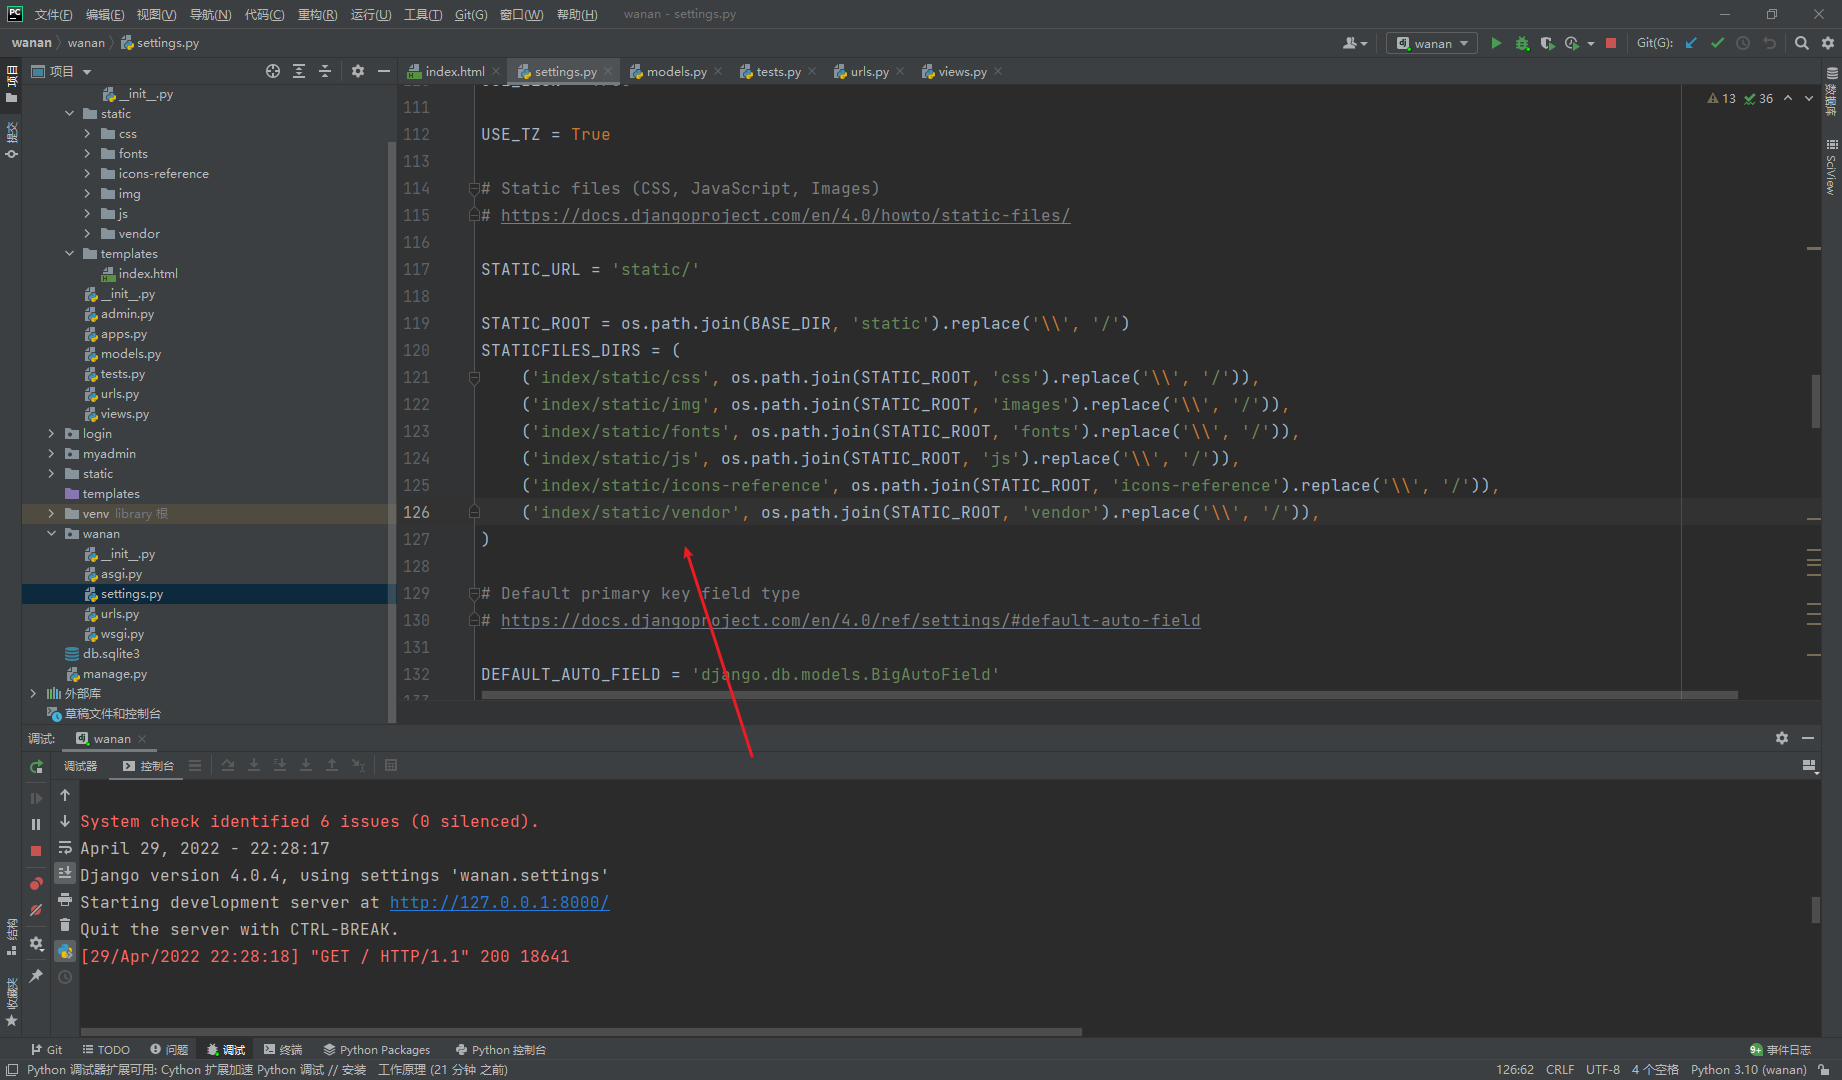 PC 文件(F) 编辑(E) 视图(V) 导航(N) 代码(C) 重构(R) 运行(U) 工具(T) Git(G) 窗口(W) 帮助(H) wanan - settings.py
wanan wanan settings.py
wanan Git(G):
项目
提交
结构
收藏夹
项目
__init__.py
static
css
fonts
icons-reference
img
js
vendor
templates
index.html
__init__.py
admin.py
apps.py
models.py
tests.py
urls.py
views.py
login
myadmin
static
templates
venv library 根
wanan
__init__.py
asgi.py
settings.py
urls.py
wsgi.py
db.sqlite3
manage.py
外部库
草稿文件和控制台
index.html settings.py models.py tests.py urls.py views.py
13 36
111
112 USE_TZ = True
113
114 # Static files (CSS, JavaScript, Images)
115 # https://docs.djangoproject.com/en/4.0/howto/static-files/
116
117 STATIC_URL = 'static/'
118
119 STATIC_ROOT = os.path.join(BASE_DIR, 'static').replace('\\', '/')
120 STATICFILES_DIRS = (
121 ('index/static/css', os.path.join(STATIC_ROOT, 'css').replace('\\', '/')),
122 ('index/static/img', os.path.join(STATIC_ROOT, 'images').replace('\\', '/')),
123 ('index/static/fonts', os.path.join(STATIC_ROOT, 'fonts').replace('\\', '/')),
124 ('index/static/js', os.path.join(STATIC_ROOT, 'js').replace('\\', '/')),
125 ('index/static/icons-reference', os.path.join(STATIC_ROOT, 'icons-reference').replace('\\', '/')),
126 ('index/static/vendor', os.path.join(STATIC_ROOT, 'vendor').replace('\\', '/')),
127 )
128
129 # Default primary key field type
130 # https://docs.djangoproject.com/en/4.0/ref/settings/#default-auto-field
131
132 DEFAULT_AUTO_FIELD = 'django.db.models.BigAutoField'
数据库
SciView
调试: wanan
调试器 控制台
System check identified 6 issues (0 silenced).
April 29, 2022 - 22:28:17
Django version 4.0.4, using settings 'wanan.settings'
Starting development server at http://127.0.0.1:8000/
Quit the server with CTRL-BREAK.
[29/Apr/2022 22:28:18] "GET / HTTP/1.1" 200 18641
Git TODO 问题 调试 终端 Python Packages Python 控制台 9+ 事件日志
Python 调试器扩展可用: Cython 扩展加速 Python 调试 // 安装 工作原理 (21 分钟 之前) 126:62 CRLF UTF-8 4 个空格 Python 3.10 (wanan)